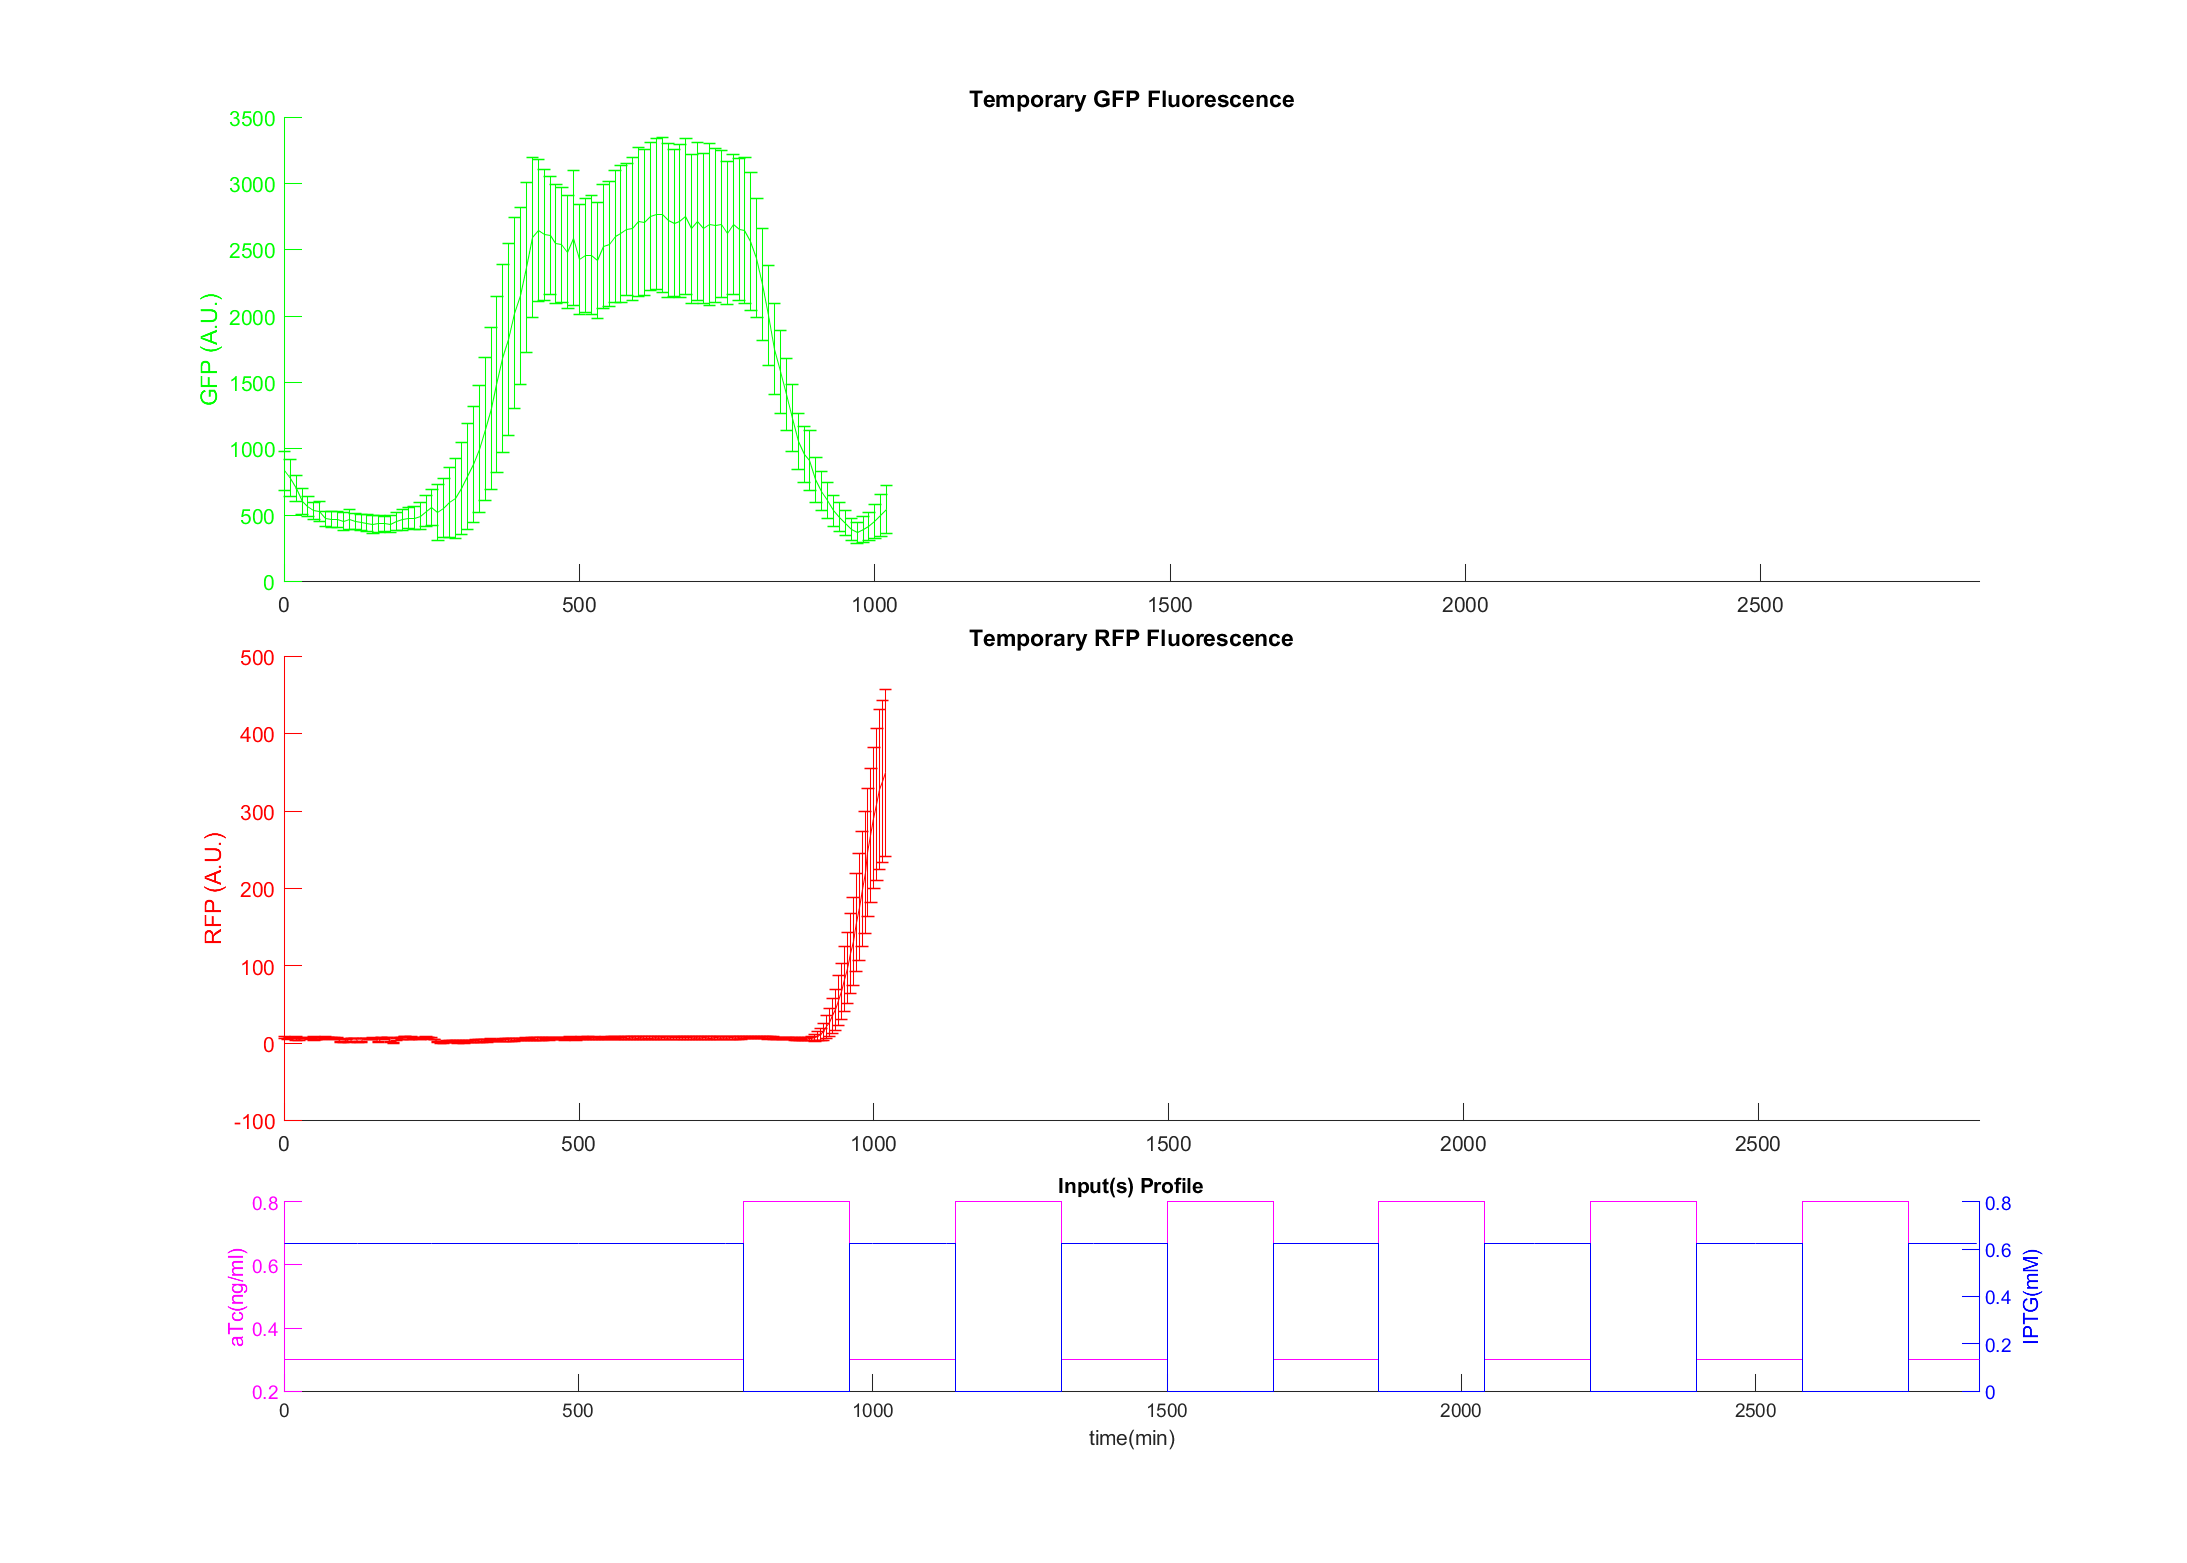 Temporary GFP Fluorescence
GFP (A.U.)
3500
3000
2500
2000
1500
1000
500
0
0 500 1000 1500 2000 2500
Temporary RFP Fluorescence
RFP (A.U.)
500
400
300
200
100
0
-100
0 500 1000 1500 2000 2500
Input(s) Profile
aTc(ng/ml)
0.8
0.6
0.4
0.2
0.8
0.6
0.4
0.2
0
IPTG(mM)
0 500 1000 1500 2000 2500
time(min)